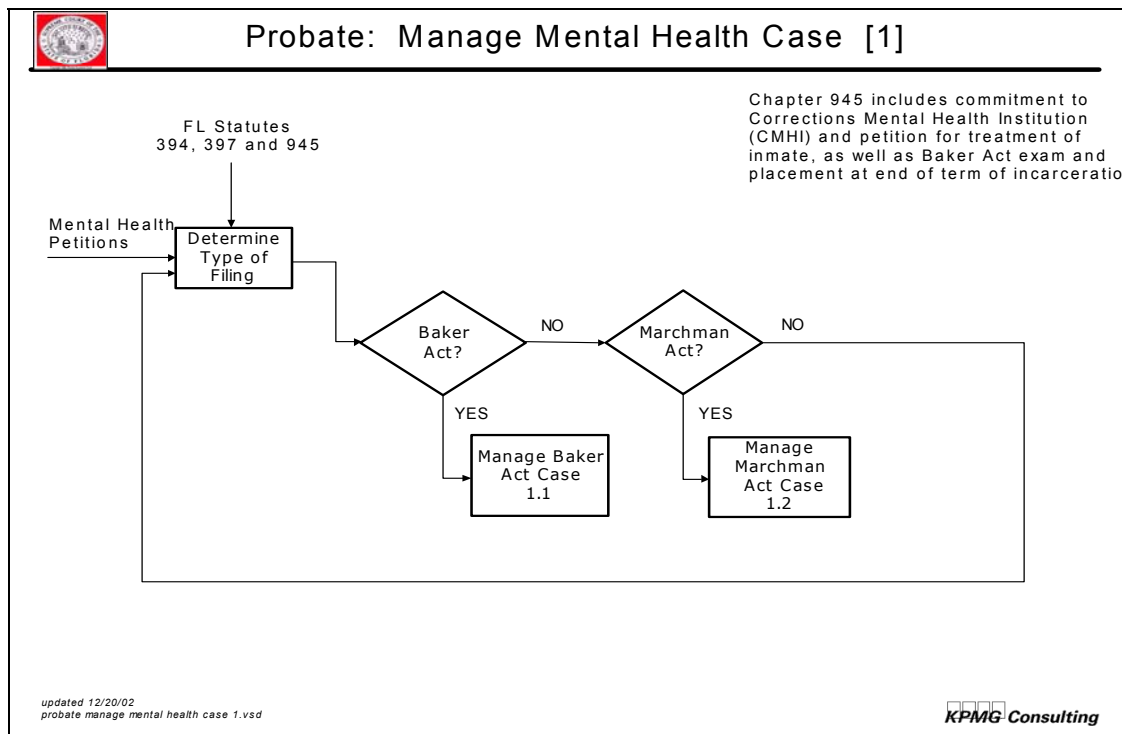 Probate: Manage Mental Health Case [1]
Chapter 945 includes commitment to
Corrections Mental Health Institution
(CMHI) and petition for treatment of
inmate, as well as Baker Act exam and
placement at end of term of incarceratio
FL Statutes
394, 397 and 945
Mental Health
Petitions
Determine
Type of
Filing
Baker
Act?
NO
Marchman
Act?
NO
YES
YES
Manage Baker
Act Case
1.1
Manage
Marchman
Act Case
1.2
updated 12/20/02
probate manage mental health case 1.vsd
KPMG Consulting